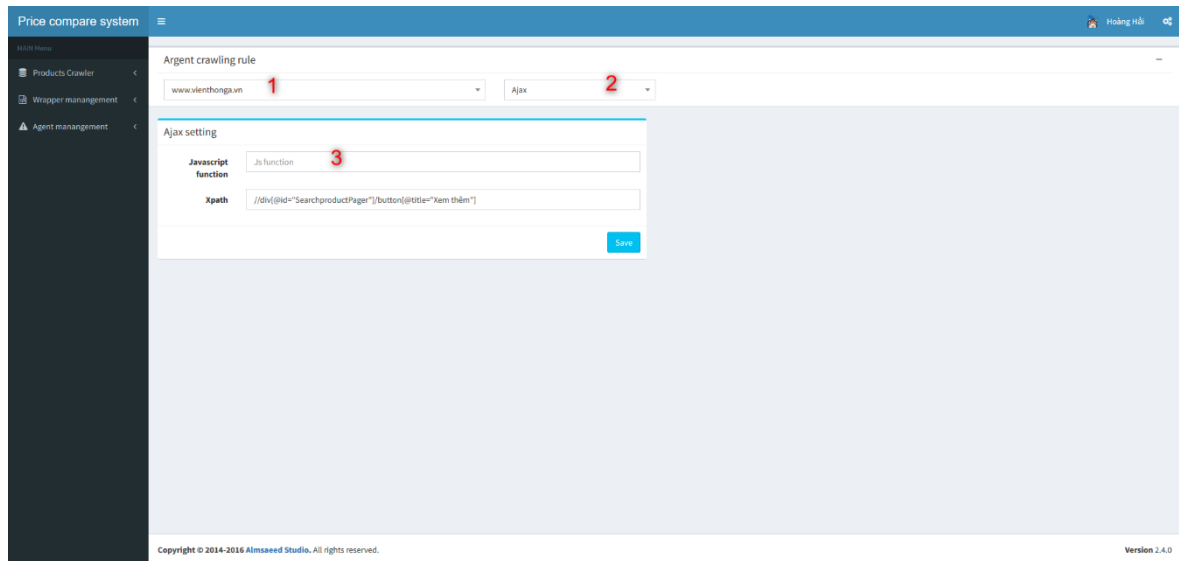 Price compare system
Hoàng Hải
MAIN Menu
Products Crawler
Wrapper manangement
Agent manangement
Argent crawling rule
www.vienthonga.vn
1
Ajax
2
Ajax setting
Javascript function
Js function
3
Xpath
//div[@id="SearchproductPager"]/button[@title="Xem thêm"]
Save
Copyright © 2014-2016 Almsaeed Studio. All rights reserved.
Version 2.4.0